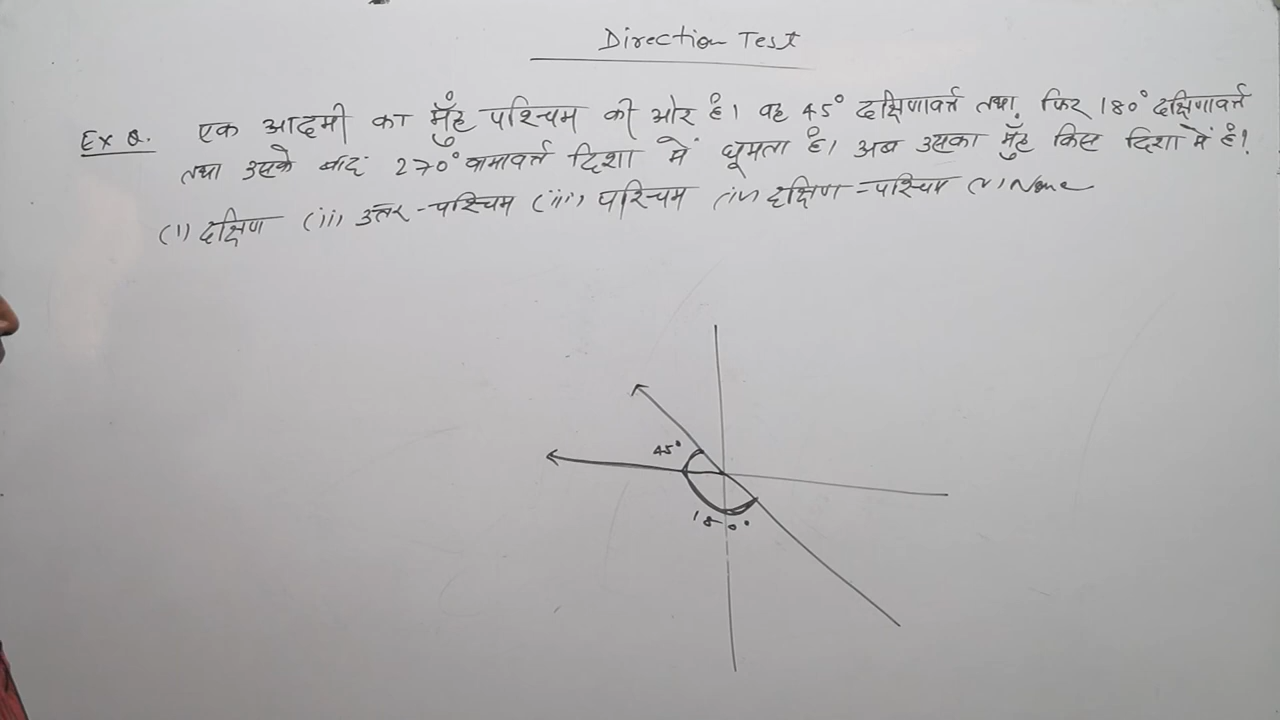 Direction Test
Ex Q. एक आदमी का मुँह पश्चिम की ओर है। वह 45° दक्षिणावर्त्त तथा, फिर 180° दक्षिणावर्त्त
तथा उसके बाद 270° वामावर्त्त दिशा में घूमता है। अब उसका मुँह किस दिशा में है?
(i) दक्षिण (ii) उत्तर-पश्चिम (iii) पश्चिम (iv) दक्षिण-पश्चिम (v) None
45°
180°